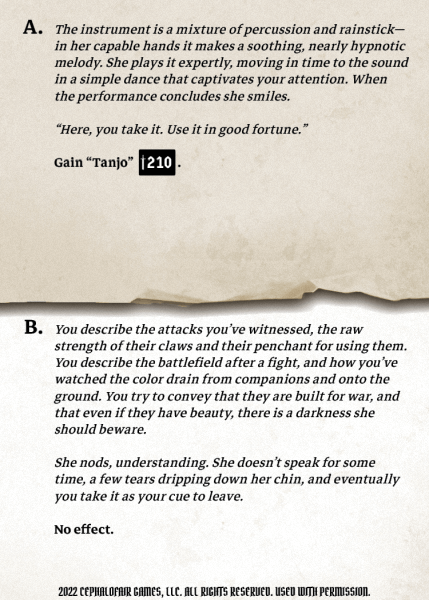 A. The instrument is a mixture of percussion and rainstick—
in her capable hands it makes a soothing, nearly hypnotic
melody. She plays it expertly, moving in time to the sound
in a simple dance that captivates your attention. When
the performance concludes she smiles.
“Here, you take it. Use it in good fortune.”
Gain “Tanjo” 210.
B. You describe the attacks you’ve witnessed, the raw
strength of their claws and their penchant for using them.
You describe the battlefield after a fight, and how you’ve
watched the color drain from companions and onto the
ground. You try to convey that they are built for war, and
that even if they have beauty, there is a darkness she
should beware.
She nods, understanding. She doesn’t speak for some
time, a few tears dripping down her chin, and eventually
you take it as your cue to leave.
No effect.
2022 CEPHALOFAIR GAMES, LLC. ALL RIGHTS RESERVED. USED WITH PERMISSION.